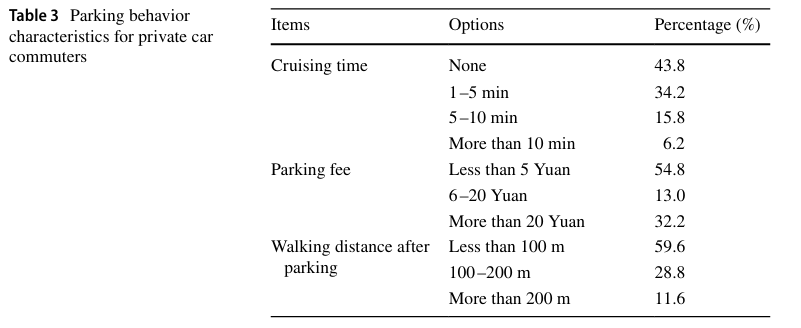 Table 3 Parking behavior
characteristics for private car
commuters
Items Options Percentage (%)
Cruising time None 43.8
1–5 min 34.2
5–10 min 15.8
More than 10 min 6.2
Parking fee Less than 5 Yuan 54.8
6–20 Yuan 13.0
More than 20 Yuan 32.2
Walking distance after Less than 100 m 59.6
parking 100–200 m 28.8
More than 200 m 11.6